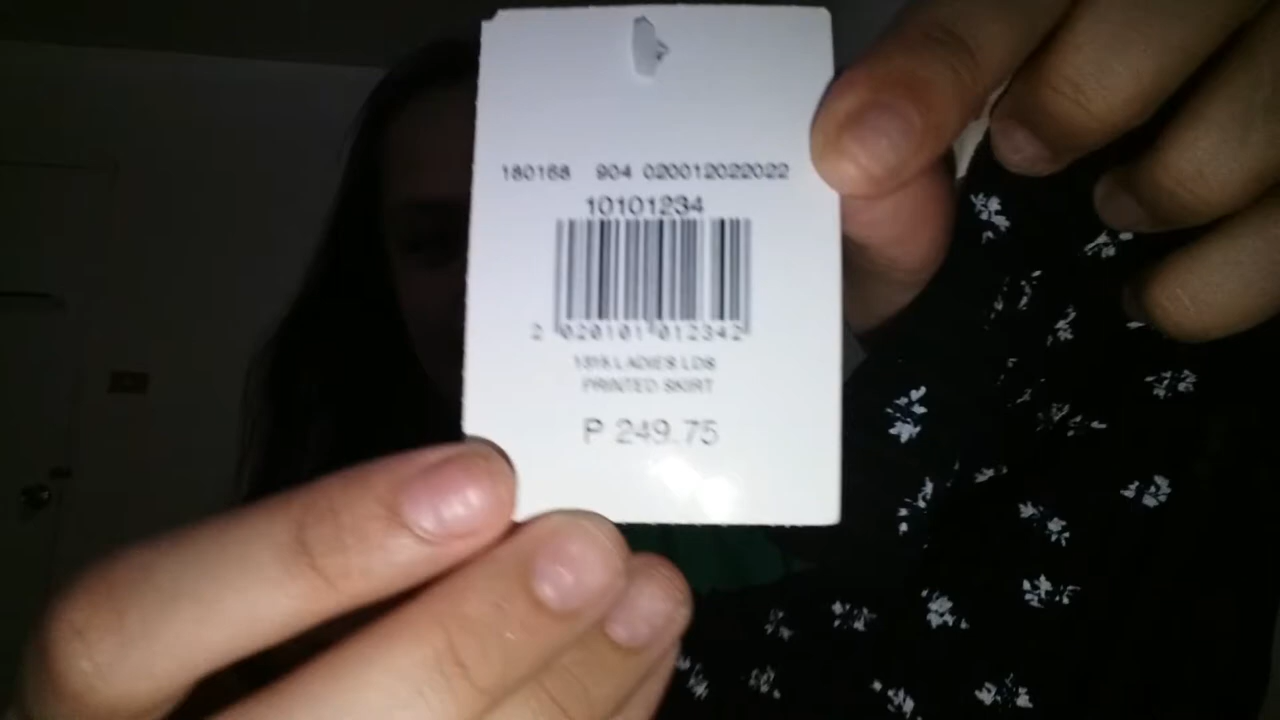 180168 904 020012022022
10101234
2 020101 012342
1315 LADIES LDS
PRINTED SKIRT
P 249.75